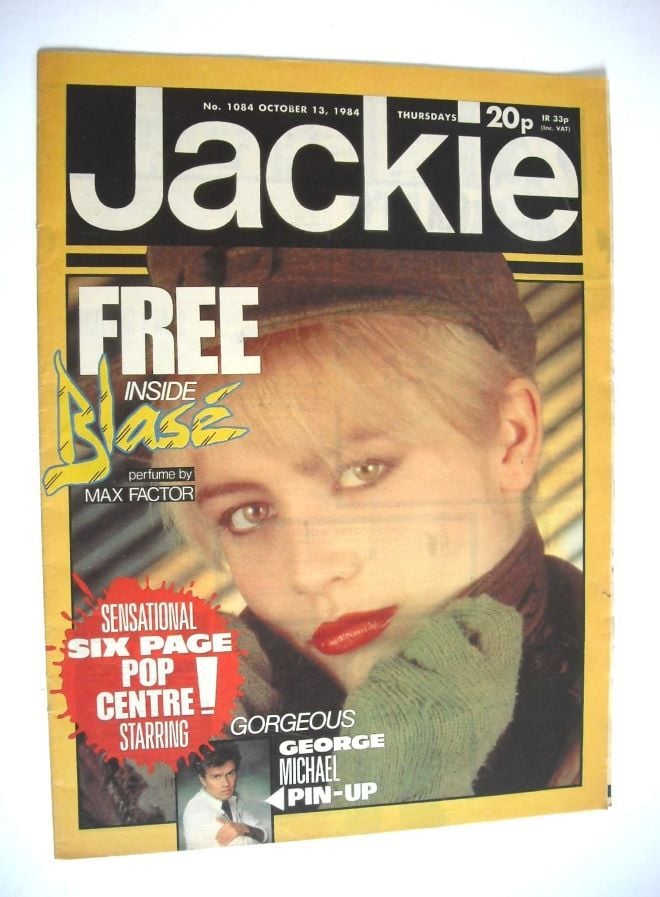 No. 1084 OCTOBER 13, 1984 THURSDAYS 20p IR 33p
(Inc. VAT)
Jackie
FREE
INSIDE
Blasé
perfume by
MAX FACTOR
SENSATIONAL
SIX PAGE
POP
CENTRE!
STARRING
GORGEOUS
GEORGE
MICHAEL
PIN-UP